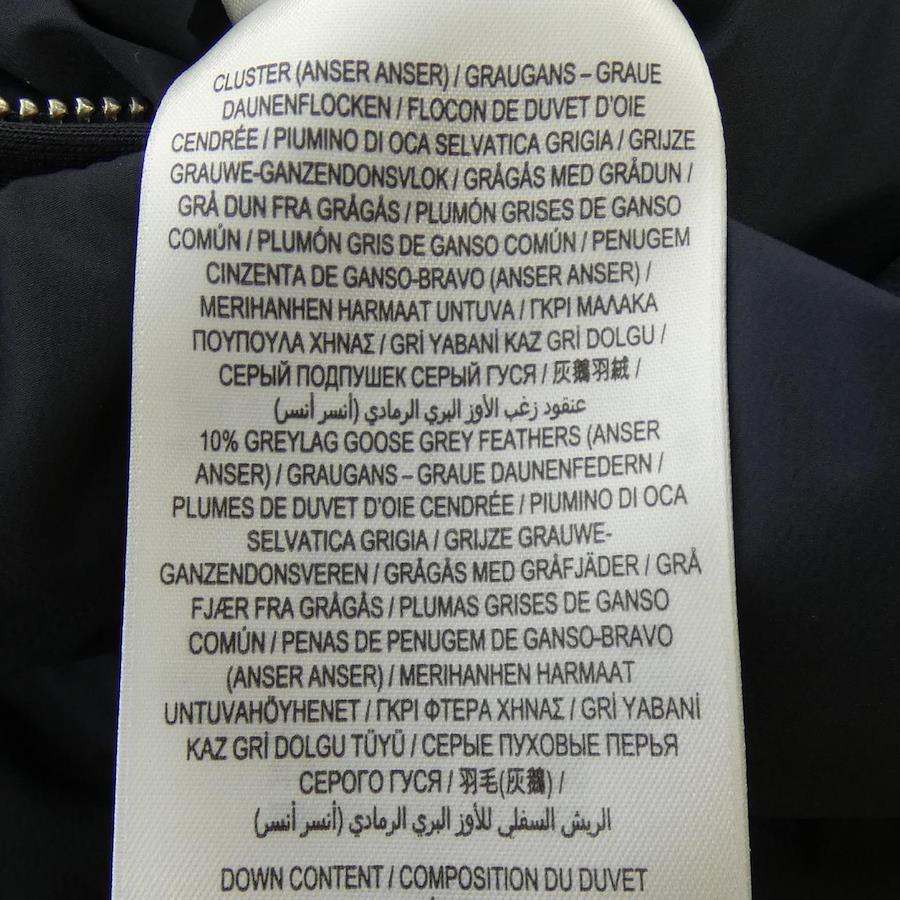 CLUSTER (ANSER ANSER) / GRAUGANS – GRAUE
DAUNENFLOCKEN / FLOCON DE DUVET D'OIE
CENDRÉE / PIUMINO DI OCA SELVATICA GRIGIA / GRIJZE
GRAUWE-GANZENDONSVLOK / GRÅGÅS MED GRÅDUN /
GRÅ DUN FRA GRÅGÅS / PLUMÓN GRISES DE GANSO
COMÚN / PLUMÓN GRIS DE GANSO COMÚN / PENUGEM
CINZENTA DE GANSO-BRAVO (ANSER ANSER) /
MERIHANHEN HARMAAT UNTUVA / ΓΚΡΙ ΜΑΛΑΚΑ
ΠΟΥΠΟΥΛΑ ΧΗΝΑΣ / GRİ YABANİ KAZ GRİ DOLGU /
СЕРЫЙ ПОДПУШЕК СЕРЫЙ ГУСЯ / 灰鵝羽絨 /
عنقود زغب الأوز البري الرمادي (أنسر أنسر)
10% GREYLAG GOOSE GREY FEATHERS (ANSER
ANSER) / GRAUGANS – GRAUE DAUNENFEDERN /
PLUMES DE DUVET D'OIE CENDRÉE / PIUMINO DI OCA
SELVATICA GRIGIA / GRIJZE GRAUWE-
GANZENDONSVEREN / GRÅGÅS MED GRÅFJÄDER / GRÅ
FJÆR FRA GRÅGÅS / PLUMAS GRISES DE GANSO
COMÚN / PENAS DE PENUGEM DE GANSO-BRAVO
(ANSER ANSER) / MERIHANHEN HARMAAT
UNTUVAHÖYHENET / ΓΚΡΙ ΦΤΕΡΑ ΧΗΝΑΣ / GRİ YABANİ
KAZ GRİ DOLGU TÜYÜ / СЕРЫЕ ПУХОВЫЕ ПЕРЬЯ
СЕРОГО ГУСЯ / 羽毛(灰鵝) /
الريش السفلي للأوز البري الرمادي (أنسر أنسر)
DOWN CONTENT / COMPOSITION DU DUVET